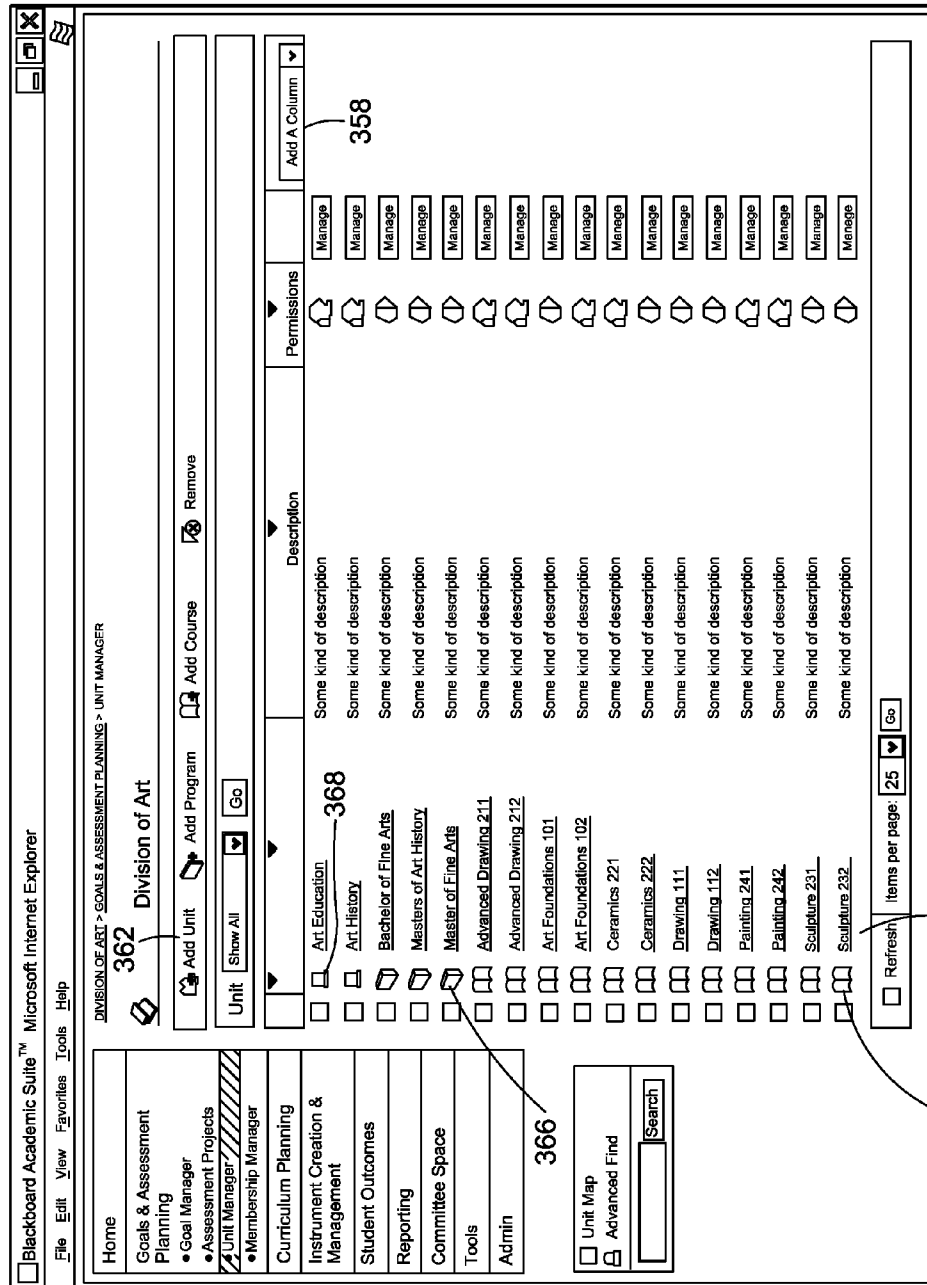 Blackboard Academic Suite™ Microsoft Internet Explorer
File Edit View Favorites Tools Help
Home
Goals & Assessment
Planning
• Goal Manager
• Assessment Projects
• Unit Manager
• Membership Manager
Curriculum Planning
Instrument Creation &
Management
Student Outcomes
Reporting
Committee Space
Tools
Admin
366
Unit Map
Advanced Find
Search
DIVISION OF ART > GOALS & ASSESSMENT PLANNING > UNIT MANAGER
362
Division of Art
Add Unit Add Program Add Course Remove
Unit Show All Go
Description Permissions Add A Column
358
368
Art Education Some kind of description Manage
Art History Some kind of description Manage
Bachelor of Fine Arts Some kind of description Manage
Masters of Art History Some kind of description Manage
Master of Fine Arts Some kind of description Manage
Advanced Drawing 211 Some kind of description Manage
Advanced Drawing 212 Some kind of description Manage
Art Foundations 101 Some kind of description Manage
Art Foundations 102 Some kind of description Manage
Ceramics 221 Some kind of description Manage
Ceramics 222 Some kind of description Manage
Drawing 111 Some kind of description Manage
Drawing 112 Some kind of description Manage
Painting 241 Some kind of description Manage
Painting 242 Some kind of description Manage
Sculpture 231 Some kind of description Manage
Sculpture 232 Some kind of description Manage
Refresh Items per page: 25 Go